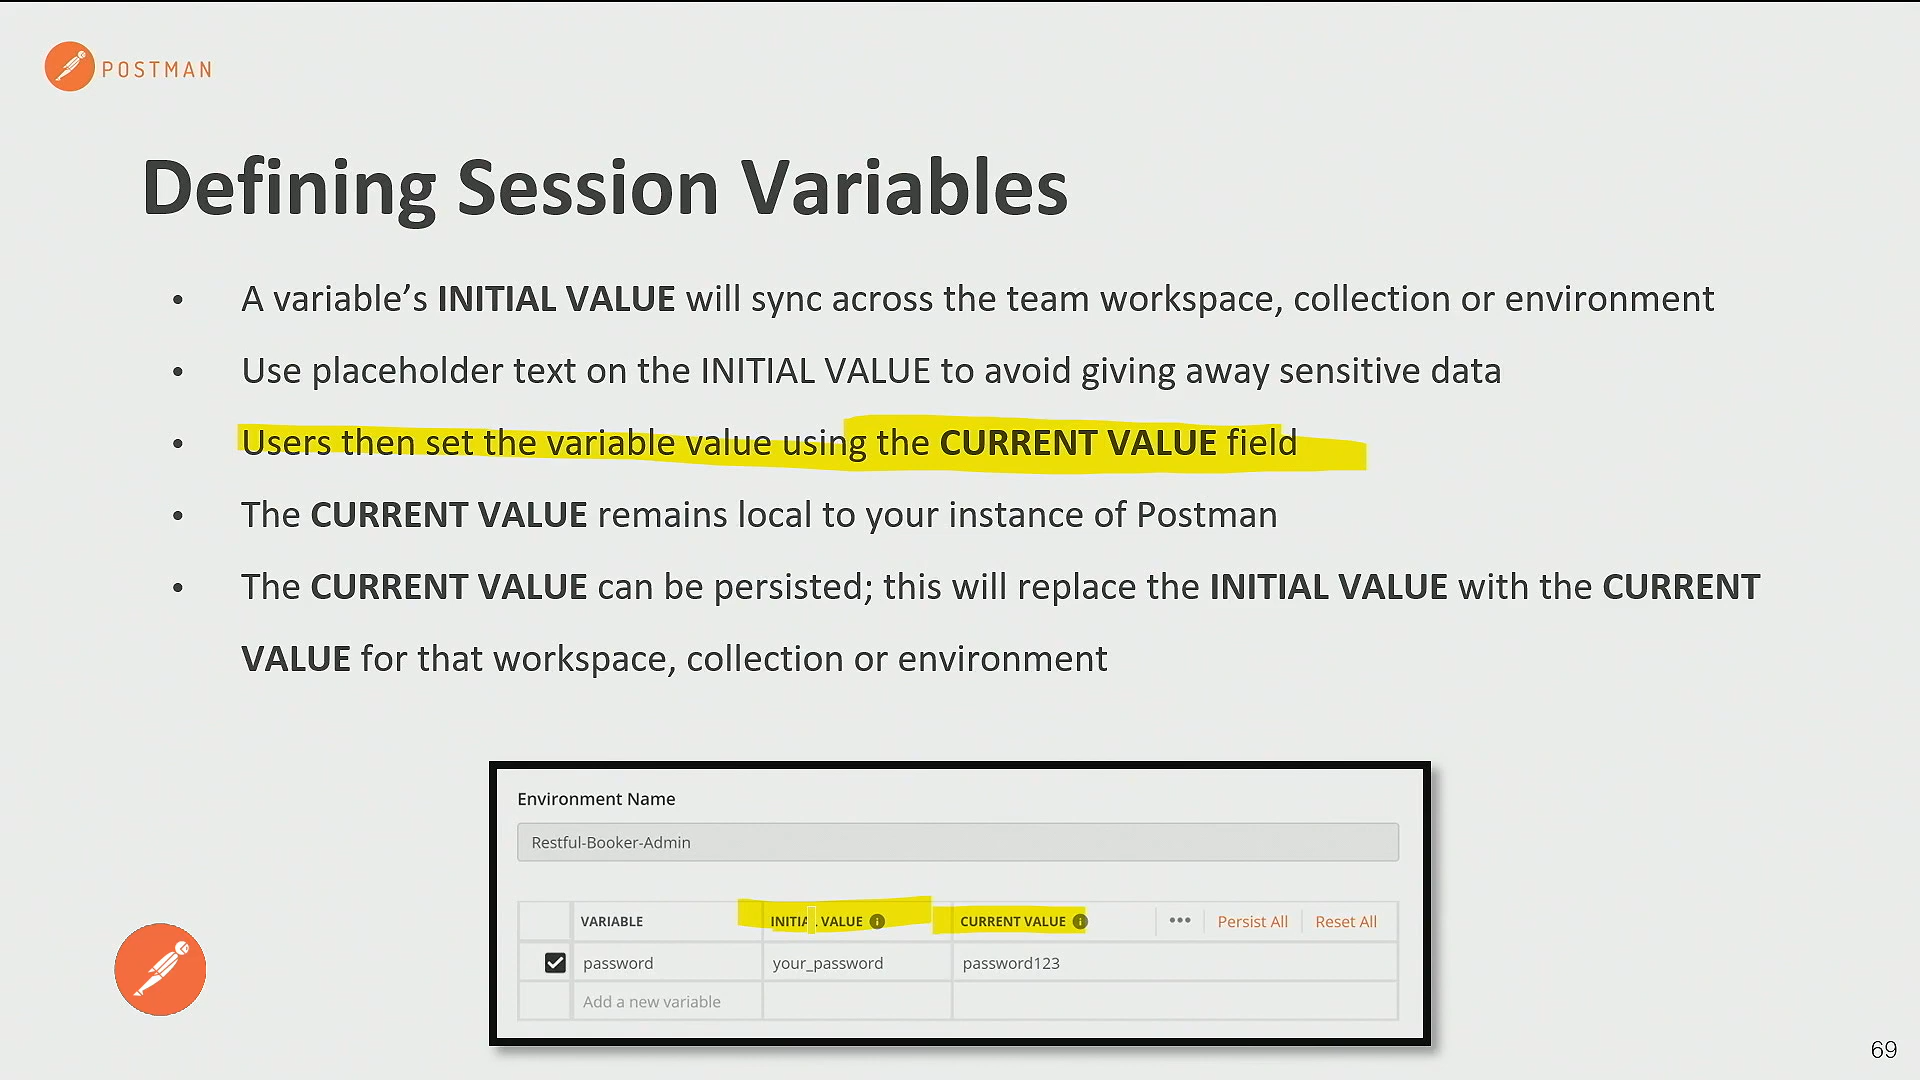 POSTMAN
Defining Session Variables
• A variable’s INITIAL VALUE will sync across the team workspace, collection or environment
• Use placeholder text on the INITIAL VALUE to avoid giving away sensitive data
• Users then set the variable value using the CURRENT VALUE field
• The CURRENT VALUE remains local to your instance of Postman
• The CURRENT VALUE can be persisted; this will replace the INITIAL VALUE with the CURRENT
VALUE for that workspace, collection or environment
Environment Name
Restful-Booker-Admin
VARIABLE INITIAL VALUE CURRENT VALUE ••• Persist All Reset All
password your_password password123
Add a new variable
69